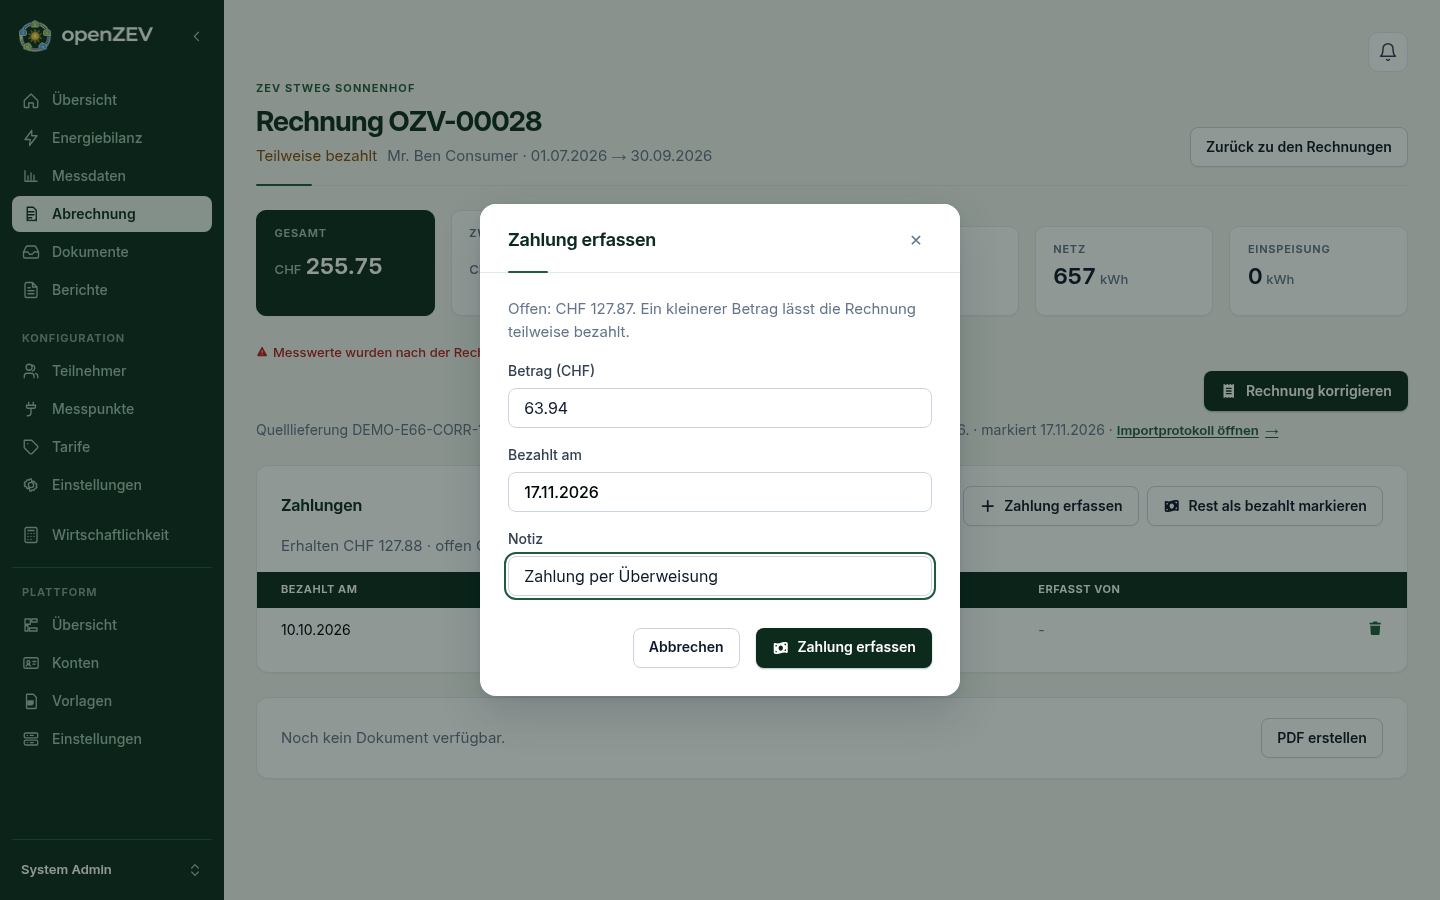 openZEV
Übersicht
Energiebilanz
Messdaten
Abrechnung
Dokumente
Berichte
KONFIGURATION
Teilnehmer
Messpunkte
Tarife
Einstellungen
Wirtschaftlichkeit
PLATTFORM
Übersicht
Konten
Vorlagen
Einstellungen
System Admin
ZEV STWEG SONNENHOF
Rechnung OZV-00028
Teilweise bezahlt Mr. Ben Consumer · 01.07.2026 → 30.09.2026
Zurück zu den Rechnungen
GESAMT
CHF 255.75
NETZ
657 kWh
EINSPEISUNG
0 kWh
Messwerte wurden nach der
Rechnung korrigieren
Quelllieferung DEMO-E66-CORR-
· markiert 17.11.2026 · Importprotokoll öffnen →
Zahlungen
Zahlung erfassen
Rest als bezahlt markieren
Erhalten CHF 127.88 · offen
BEZAHLT AM
ERFASST VON
10.10.2026
-
Noch kein Dokument verfügbar.
PDF erstellen
Zahlung erfassen
Offen: CHF 127.87. Ein kleinerer Betrag lässt die Rechnung
teilweise bezahlt.
Betrag (CHF)
63.94
Bezahlt am
17.11.2026
Notiz
Zahlung per Überweisung
Abbrechen
Zahlung erfassen